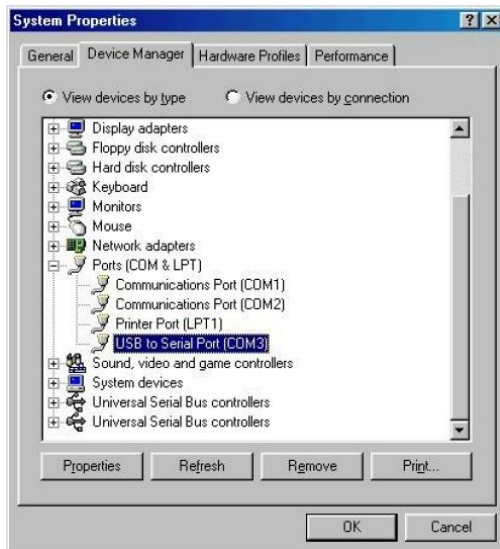 System Properties
General Device Manager Hardware Profiles Performance
View devices by type View devices by connection
Display adapters
Floppy disk controllers
Hard disk controllers
Keyboard
Monitors
Mouse
Network adapters
Ports (COM & LPT)
Communications Port (COM1)
Communications Port (COM2)
Printer Port (LPT1)
USB to Serial Port (COM3)
Sound, video and game controllers
System devices
Universal Serial Bus controllers
Universal Serial Bus controllers
Properties Refresh Remove Print...
OK Cancel